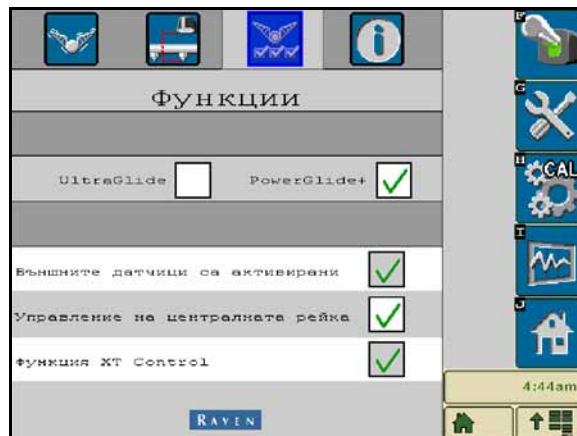 F
Функции
G
UltraGlide PowerGlide+
H CAL
I
Външните датчици са активирани
Управление на централната рейка
J
Функция XT Control
4:44am
RAVEN